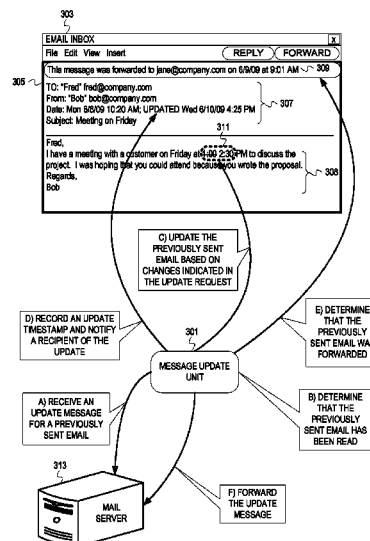 303
EMAIL INBOX X
File Edit View Insert REPLY FORWARD
305
This message was forwarded to jane@company.com on 6/9/09 at 9:01 AM 309
TO: "Fred" fred@company.com
From: "Bob" bob@company.com
Date: Mon 6/8/09 10:20 AM; UPDATED Wed 6/10/09 4:25 PM
Subject: Meeting on Friday
307
311
Fred,
I have a meeting with a customer on Friday at 4:00 2:30 PM to discuss the
project. I was hoping that you could attend because you wrote the proposal.
Regards,
Bob
308
C) UPDATE THE
PREVIOUSLY SENT
EMAIL BASED ON
CHANGES INDICATED IN
THE UPDATE REQUEST
D) RECORD AN UPDATE
TIMESTAMP AND NOTIFY
A RECIPIENT OF THE
UPDATE
E) DETERMINE
THAT THE
PREVIOUSLY
SENT EMAIL WA
FORWARDED
301
MESSAGE UPDATE
UNIT
A) RECEIVE AN
UPDATE MESSAGE
FOR A PREVIOUSLY
SENT EMAIL
B) DETERMINE
THAT THE
PREVIOUSLY
SENT EMAIL HAS
BEEN READ
313
MAIL
SERVER
F) FORWARD
THE UPDATE
MESSAGE